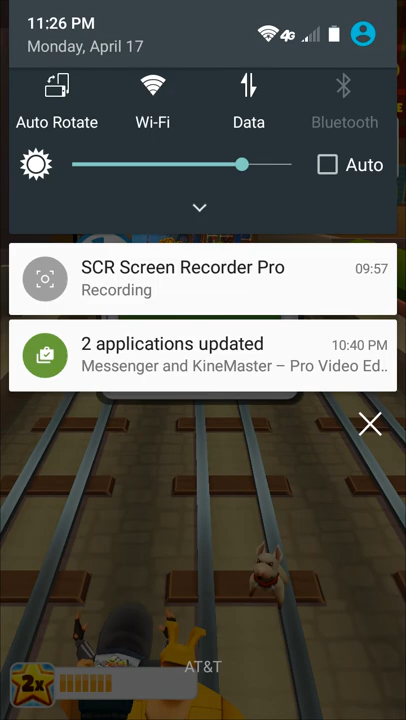 11:26 PM
Monday, April 17
4G
Auto Rotate
Wi-Fi
Data
Bluetooth
Auto
SCR Screen Recorder Pro
09:57
Recording
2 applications updated
10:40 PM
Messenger and KineMaster – Pro Video Ed..
AT&T
2x